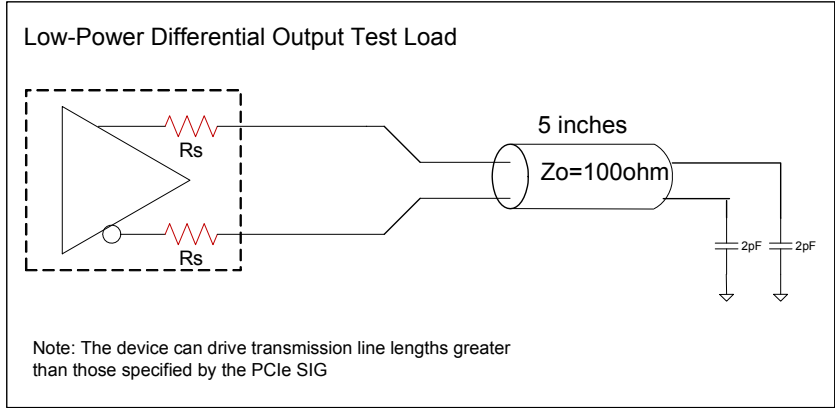 Low-Power Differential Output Test Load
Rs
5 inches
Zo=100ohm
Rs
2pF 2pF
Note: The device can drive transmission line lengths greater
than those specified by the PCIe SIG